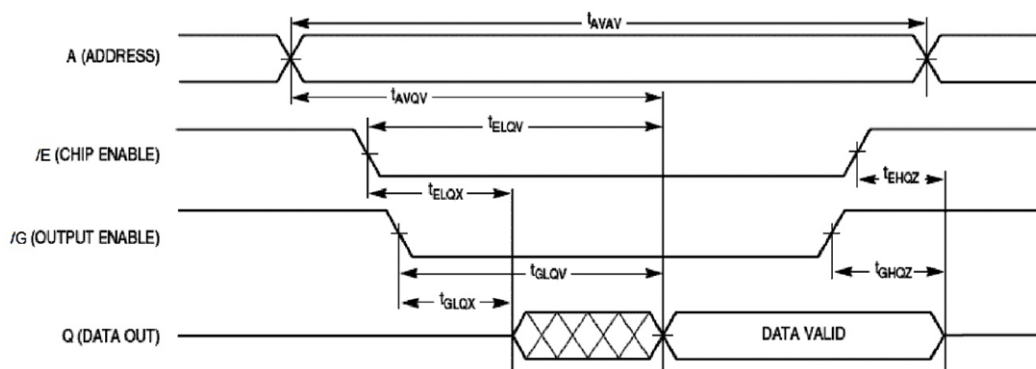 tAVAV
A (ADDRESS)
tAVQV
tELQV
/E (CHIP ENABLE)
tEHQZ
tELQX
/G (OUTPUT ENABLE)
tGLQV
tGHQZ
tGLQX
Q (DATA OUT)
DATA VALID